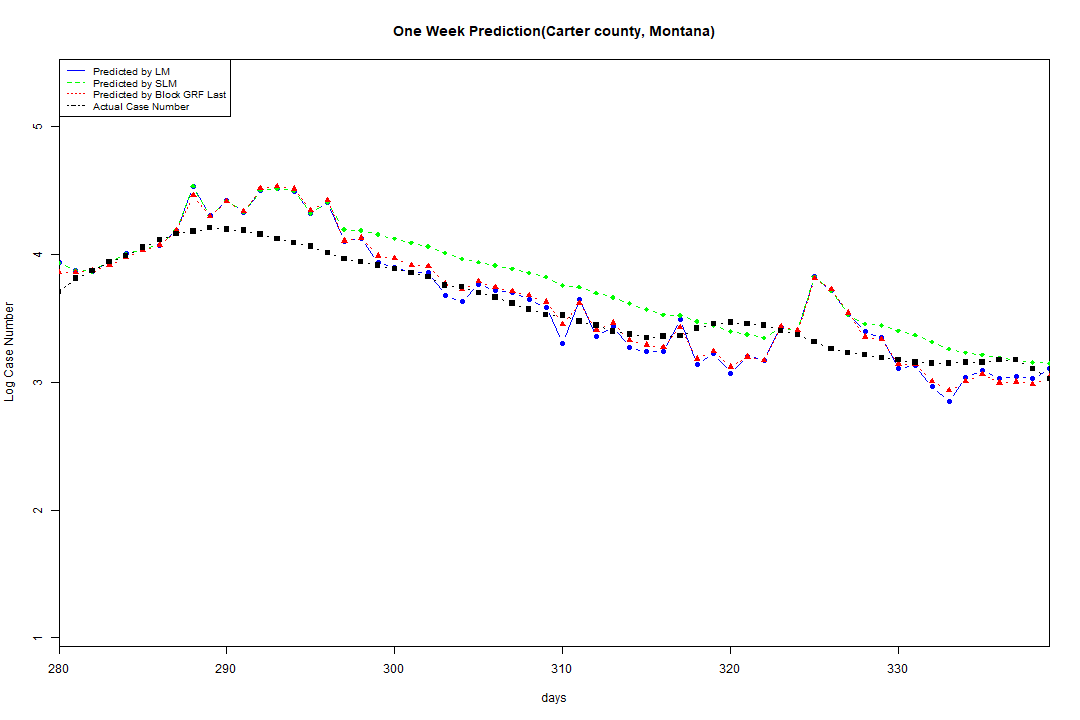 One Week Prediction(Carter county, Montana)
Predicted by LM
Predicted by SLM
Predicted by Block GRF Last
Actual Case Number
5
4
3
2
1
Log Case Number
280 290 300 310 320 330
days